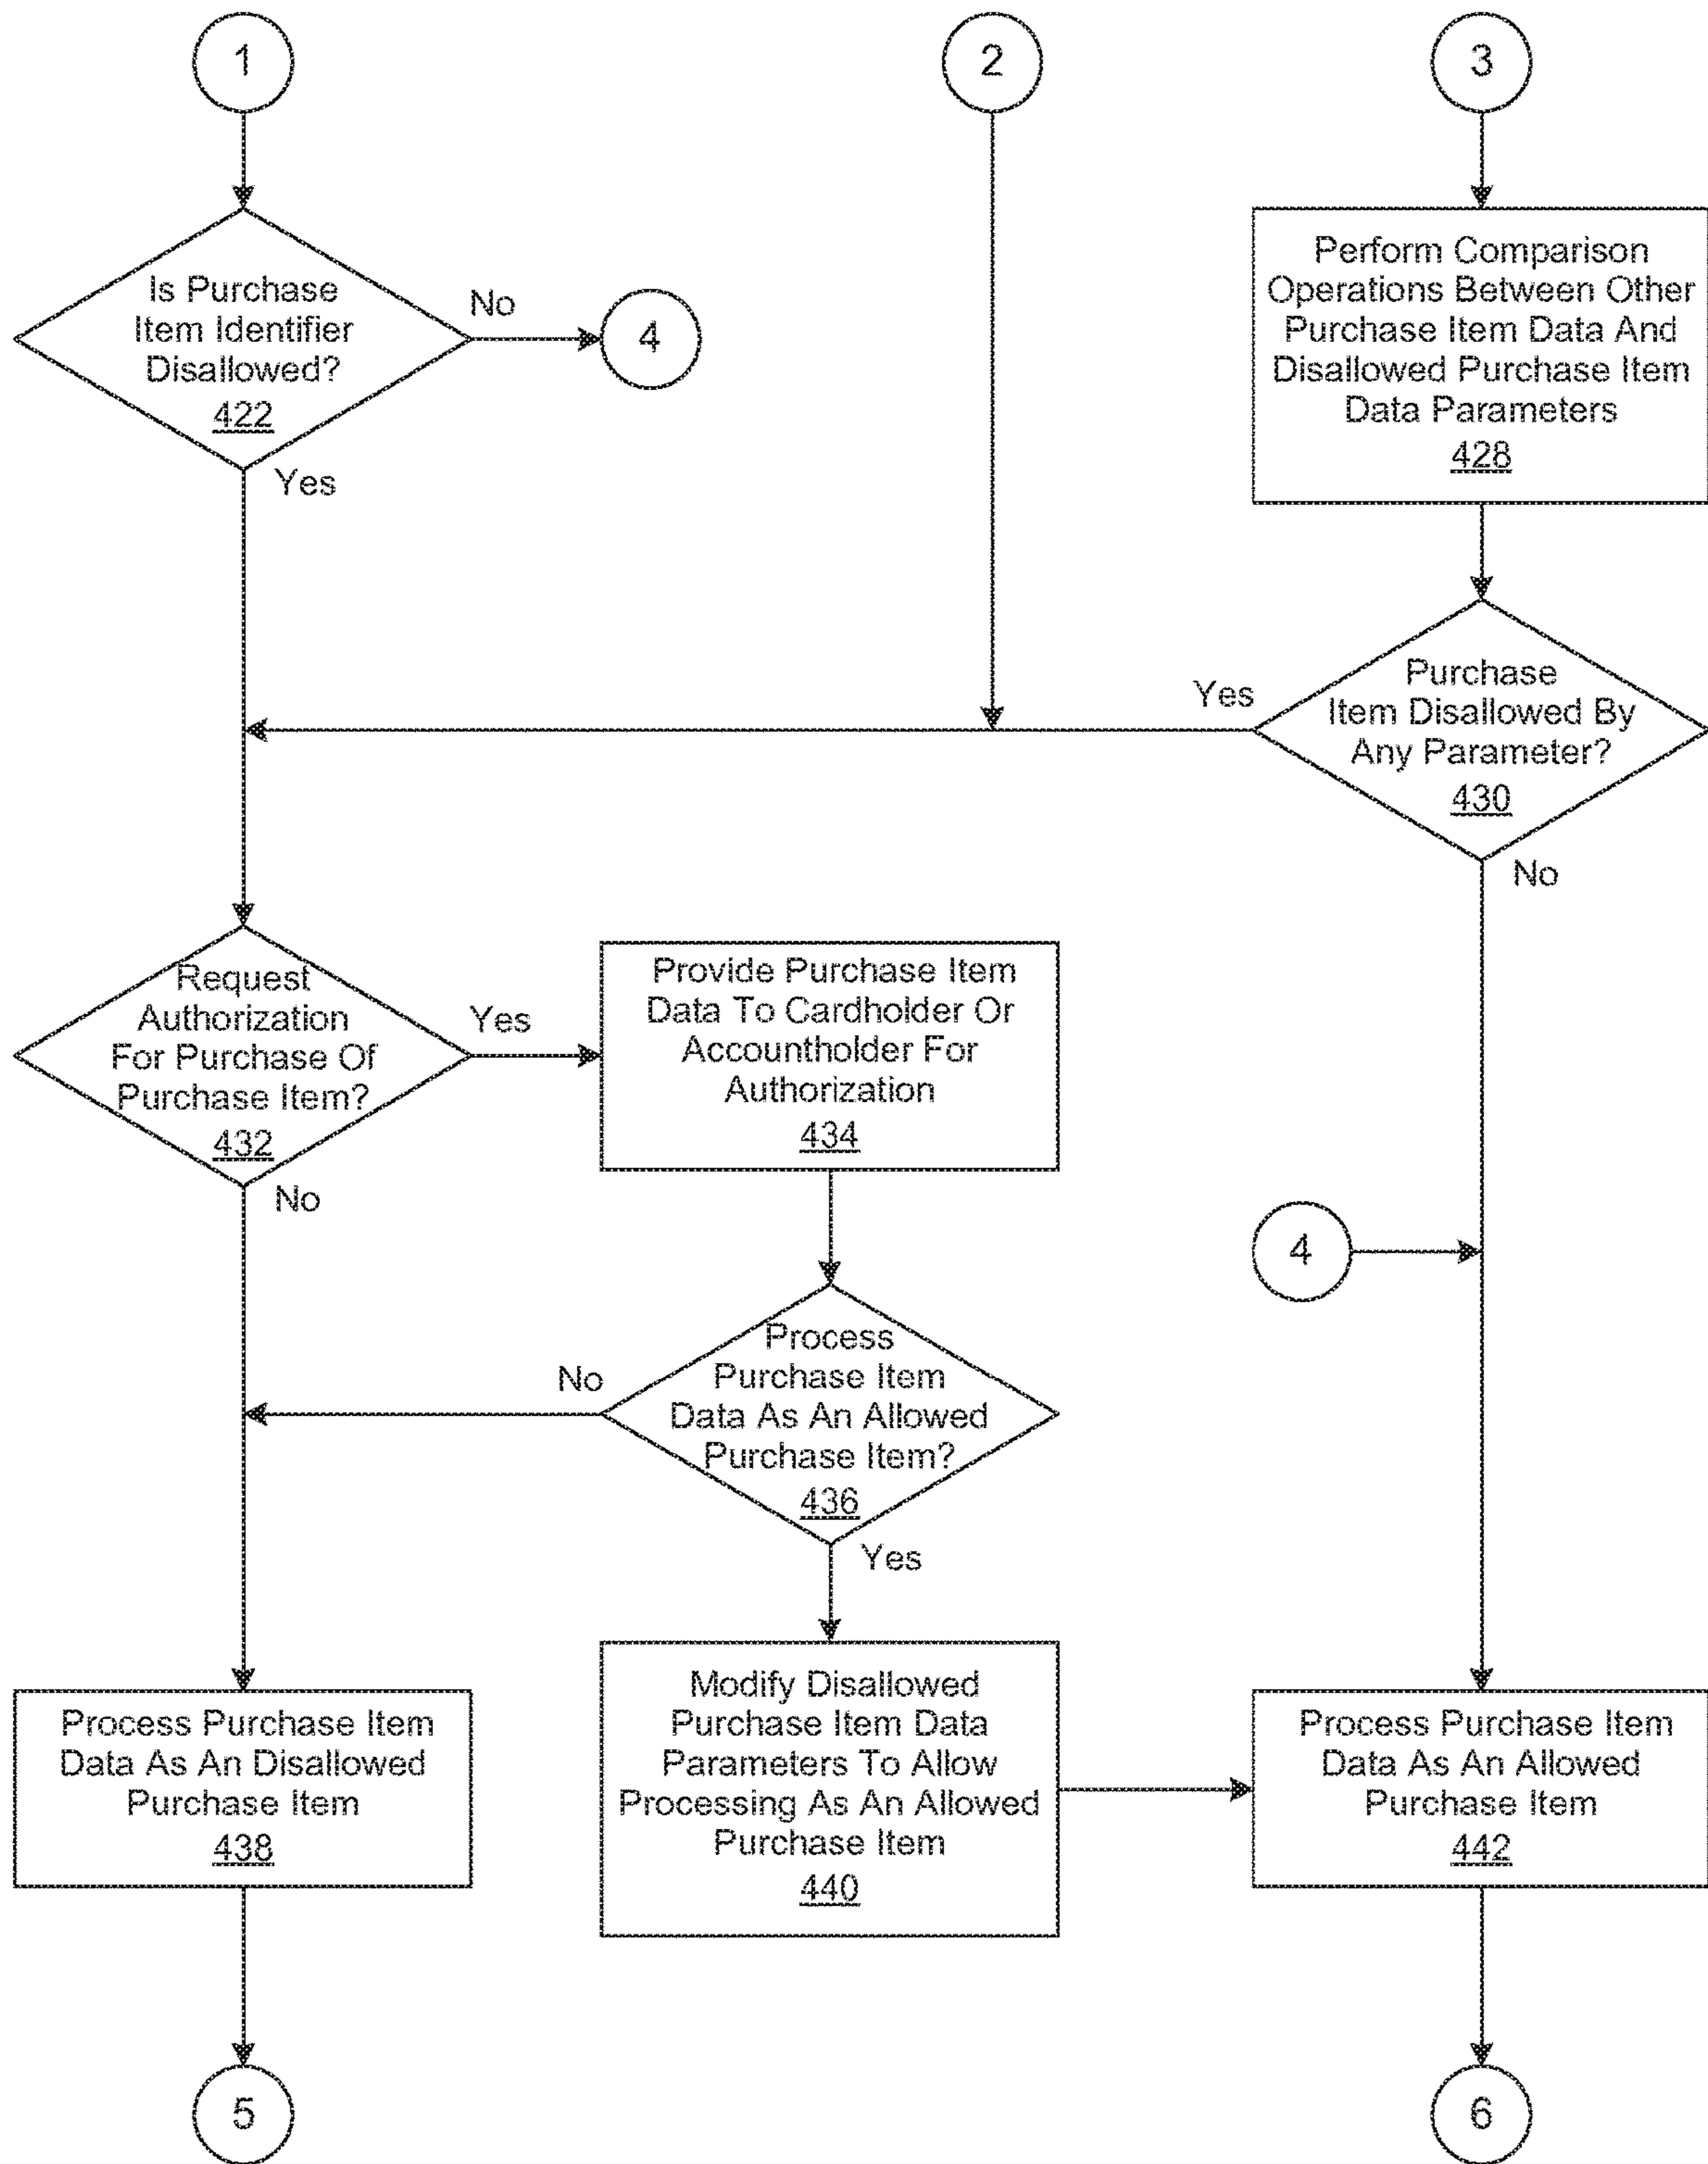 1
2
3
Is Purchase
Item Identifier
Disallowed?
422
No
4
Yes
Perform Comparison
Operations Between Other
Purchase Item Data And
Disallowed Purchase Item
Data Parameters
428
Yes
Purchase
Item Disallowed By
Any Parameter?
430
No
Request
Authorization
For Purchase Of
Purchase Item?
432
Yes
No
Provide Purchase Item
Data To Cardholder Or
Accountholder For
Authorization
434
4
No
Process
Purchase Item
Data As An Allowed
Purchase Item?
436
Yes
Process Purchase Item
Data As An Disallowed
Purchase Item
438
Modify Disallowed
Purchase Item Data
Parameters To Allow
Processing As An Allowed
Purchase Item
440
Process Purchase Item
Data As An Allowed
Purchase Item
442
5
6